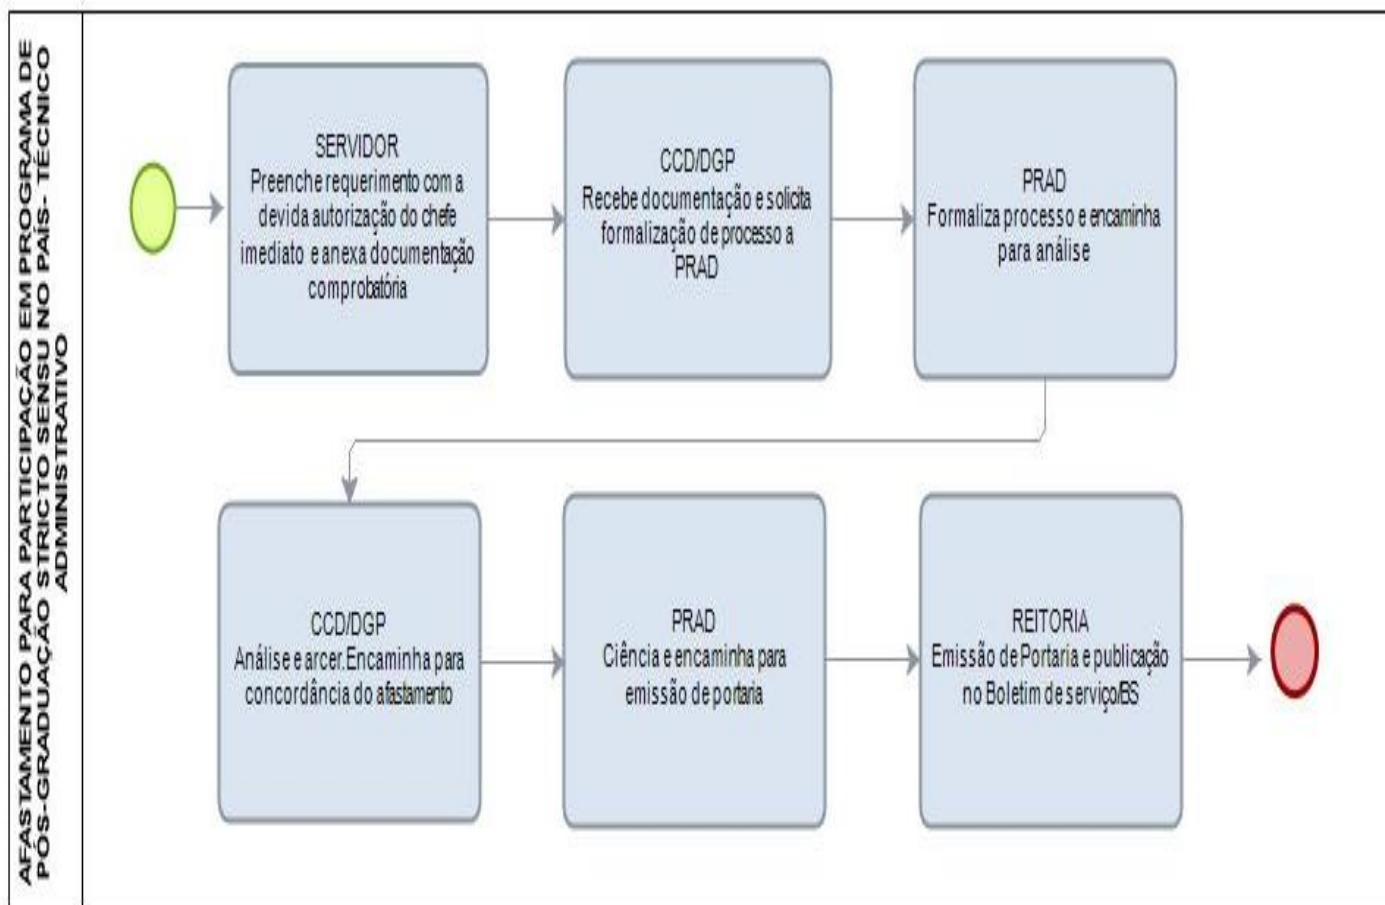 AFASTAMENTO PARA PARTICIPAÇÃO EM PROGRAMA DE
PÓS-GRADUAÇÃO STRICTO SENSU NO PAÍS- TÉCNICO
ADMINISTRATIVO
SERVIDOR
Preenche requerimento com a
devida autorização do chefe
imediato e anexa documentação
comprobatória
CCD/DGP
Recebe documentação e solicita
formalização de processo a
PRAD
PRAD
Formaliza processo e encaminha
para análise
CCD/DGP
Análise e arcer.Encaminha para
concordância do afastamento
PRAD
Ciência e encaminha para
emissão de portaria
REITORIA
Emissão de Portaria e publicação
no Boletim de serviço/BS